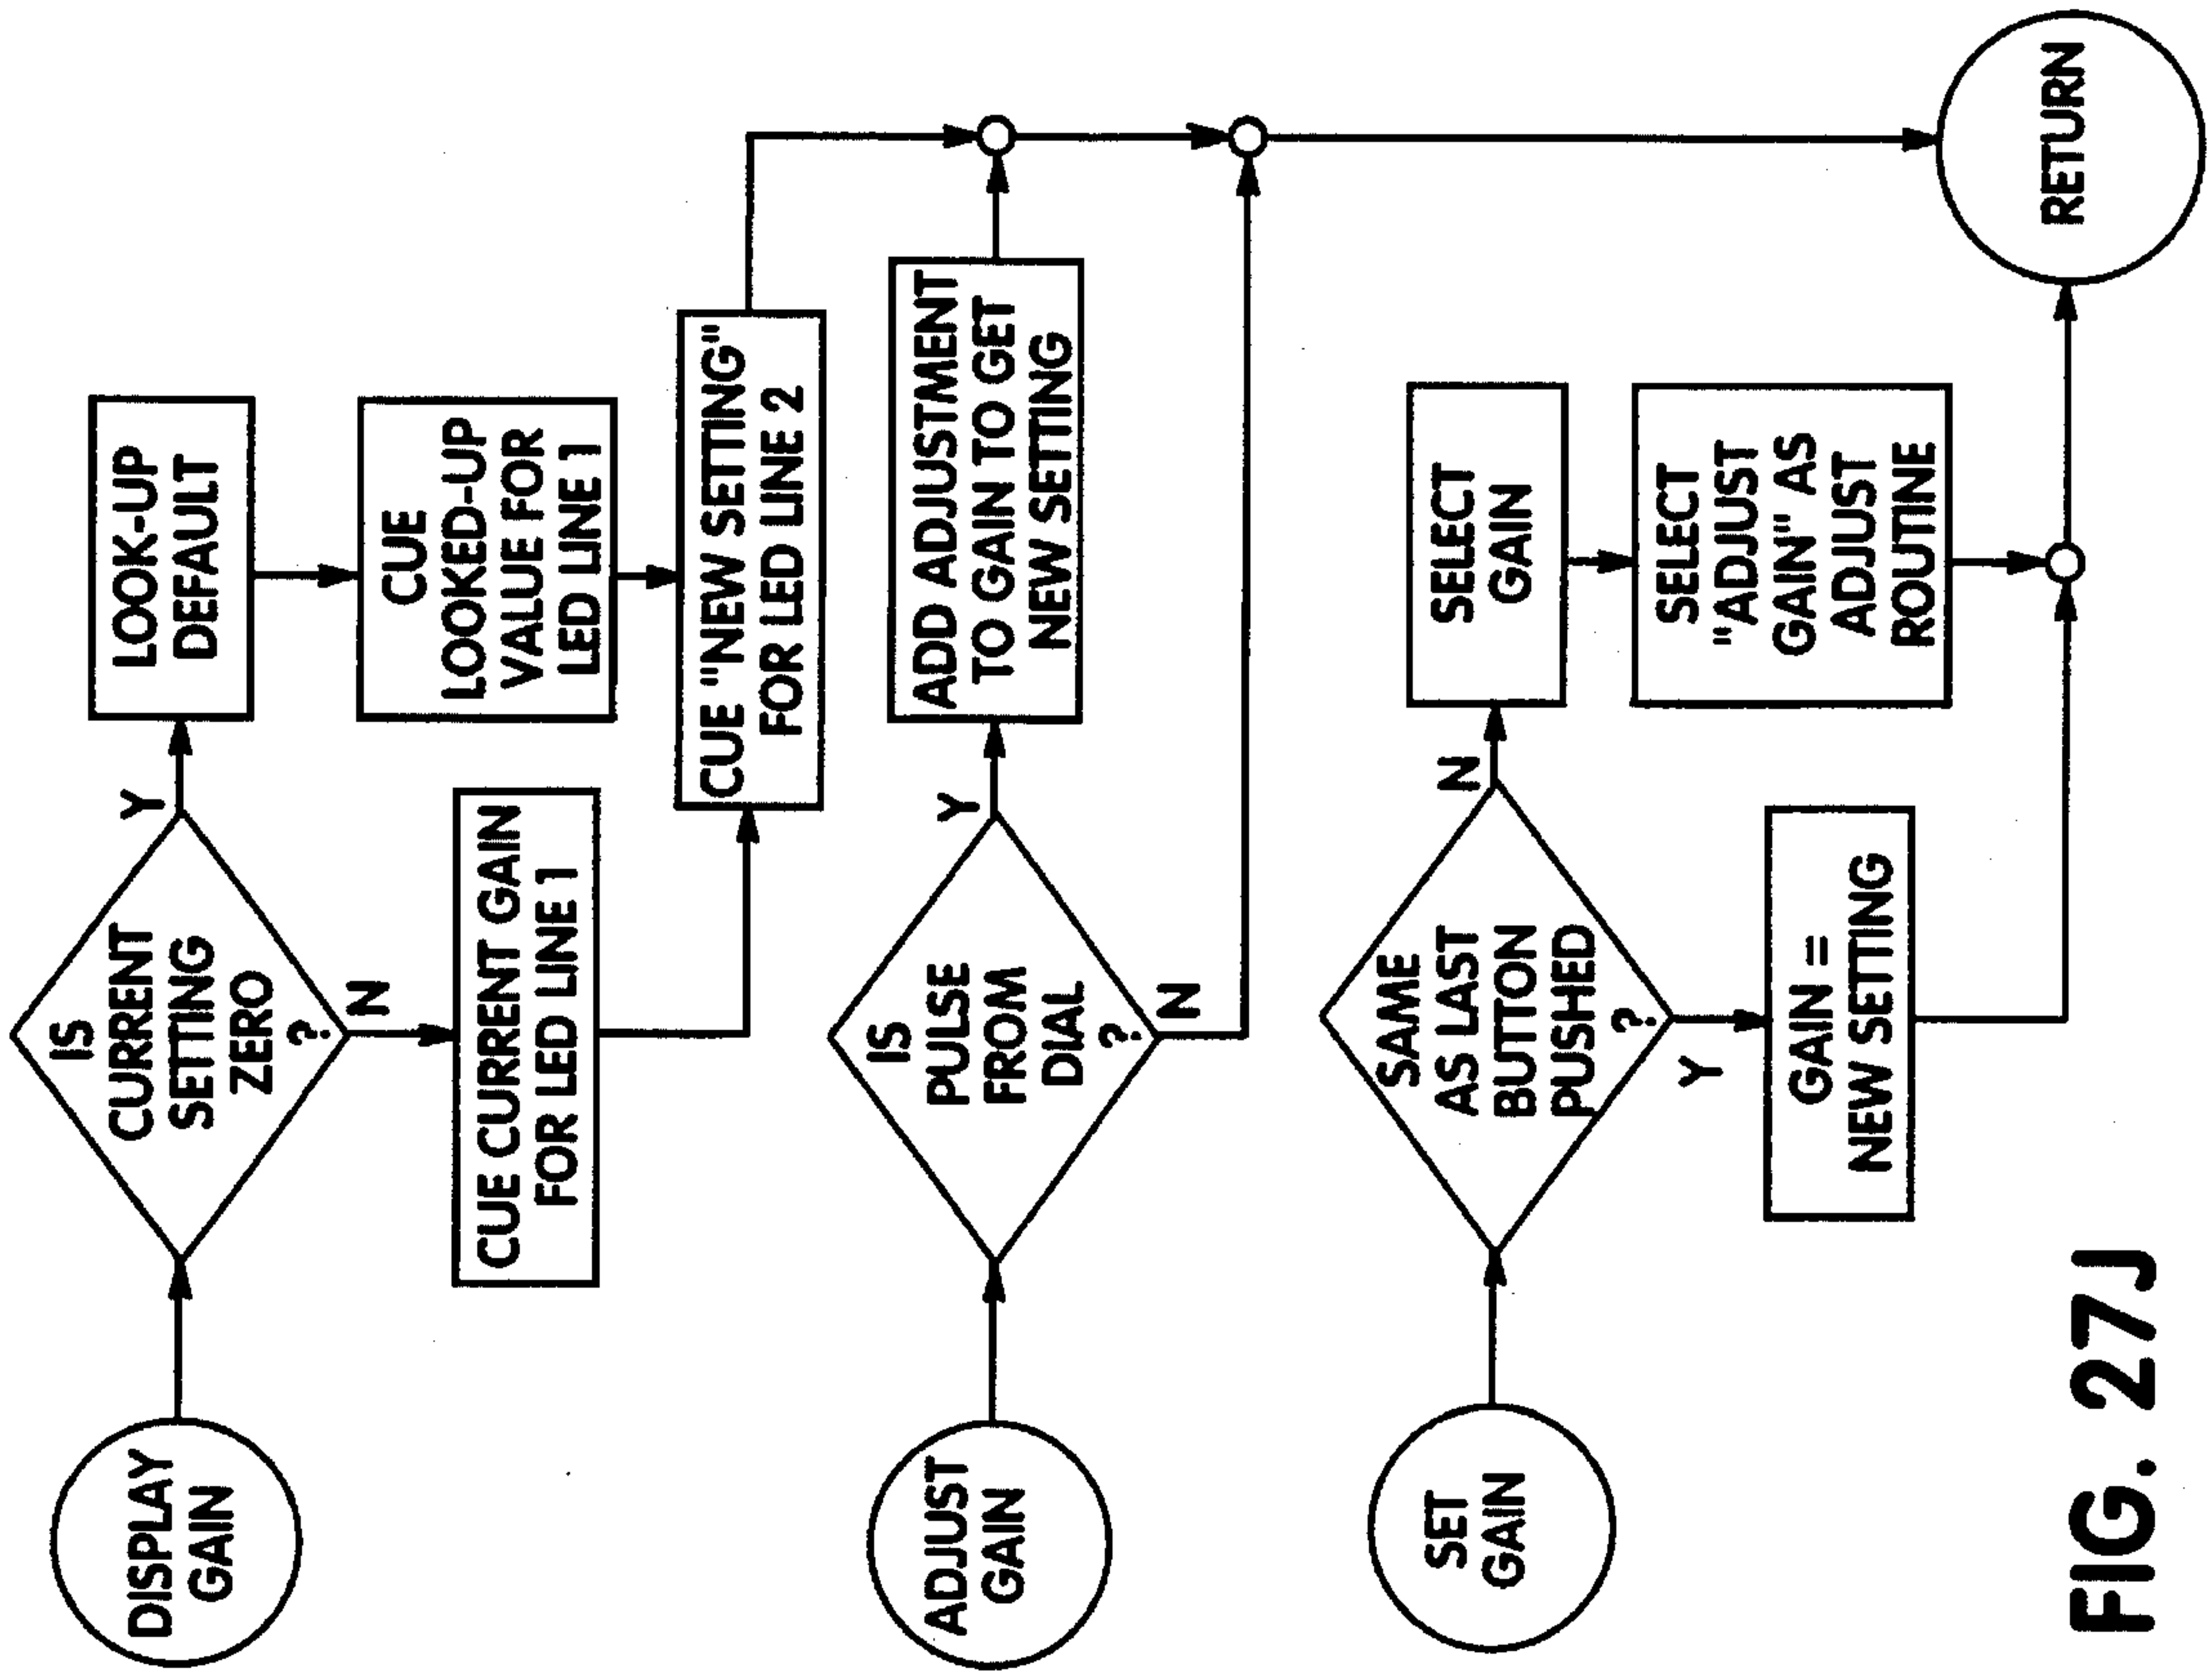 DISPLAY
GAIN
IS
CURRENT
SETTING
ZERO
?
Y
N
LOOK-UP
DEFAULT
CUE
LOOKED-UP
VALUE FOR
LED LINE 1
CUE CURRENT GAIN
FOR LED LINE 1
CUE "NEW SETTING"
FOR LED LINE 2
ADJUST
GAIN
IS
PULSE
FROM
DIAL
?
Y
N
ADD ADJUSTMENT
TO GAIN TO GET
NEW SETTING
SET
GAIN
SAME
AS LAST
BUTTON
PUSHED
?
N
Y
SELECT
GAIN
SELECT
"ADJUST
GAIN" AS
ADJUST
ROUTINE
GAIN =
NEW SETTING
RETURN
FIG. 27J